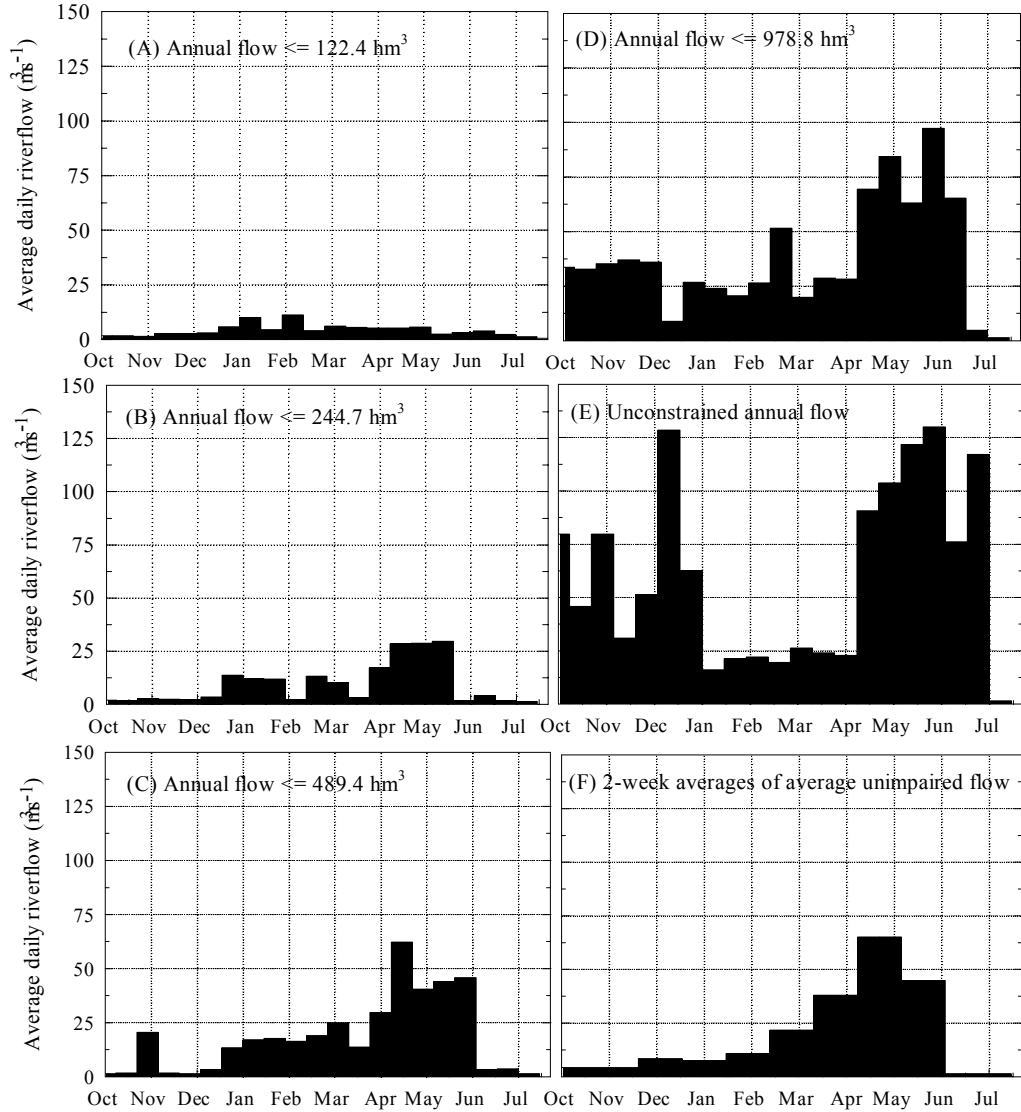 Average daily riverflow (m³s⁻¹)
150
125
100
75
50
25
0
(A) Annual flow <= 122.4 hm³
Oct Nov Dec Jan Feb Mar Apr May Jun Jul
(D) Annual flow <= 978.8 hm³
Oct Nov Dec Jan Feb Mar Apr May Jun Jul
Average daily riverflow (m³s⁻¹)
150
125
100
75
50
25
0
(B) Annual flow <= 244.7 hm³
Oct Nov Dec Jan Feb Mar Apr May Jun Jul
(E) Unconstrained annual flow
Oct Nov Dec Jan Feb Mar Apr May Jun Jul
Average daily riverflow (m³s⁻¹)
150
125
100
75
50
25
0
(C) Annual flow <= 489.4 hm³
Oct Nov Dec Jan Feb Mar Apr May Jun Jul
(F) 2-week averages of average unimpaired flow
Oct Nov Dec Jan Feb Mar Apr May Jun Jul